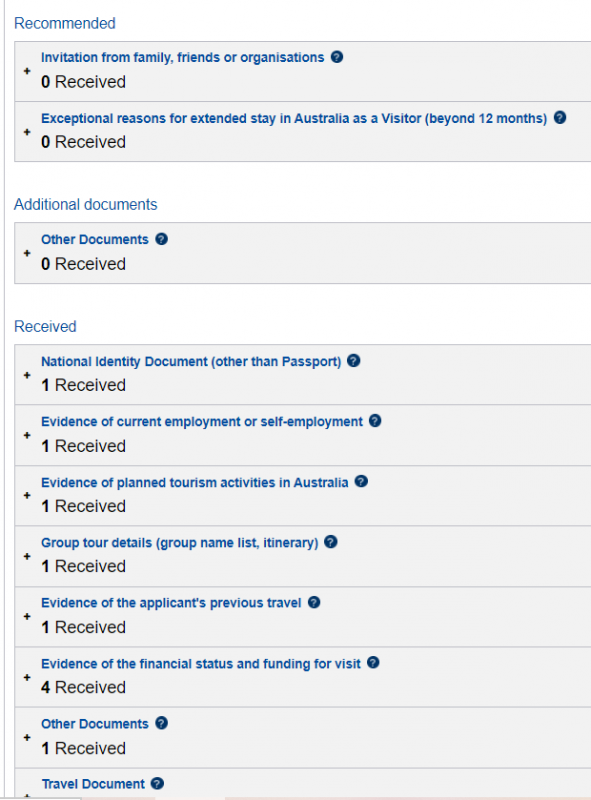 Recommended
Invitation from family, friends or organisations ?
+
0 Received
Exceptional reasons for extended stay in Australia as a Visitor (beyond 12 months) ?
+
0 Received
Additional documents
Other Documents ?
+
0 Received
Received
National Identity Document (other than Passport) ?
+
1 Received
Evidence of current employment or self-employment ?
+
1 Received
Evidence of planned tourism activities in Australia ?
+
1 Received
Group tour details (group name list, itinerary) ?
+
1 Received
Evidence of the applicant's previous travel ?
+
1 Received
Evidence of the financial status and funding for visit ?
+
4 Received
Other Documents ?
+
1 Received
Travel Document ?
+